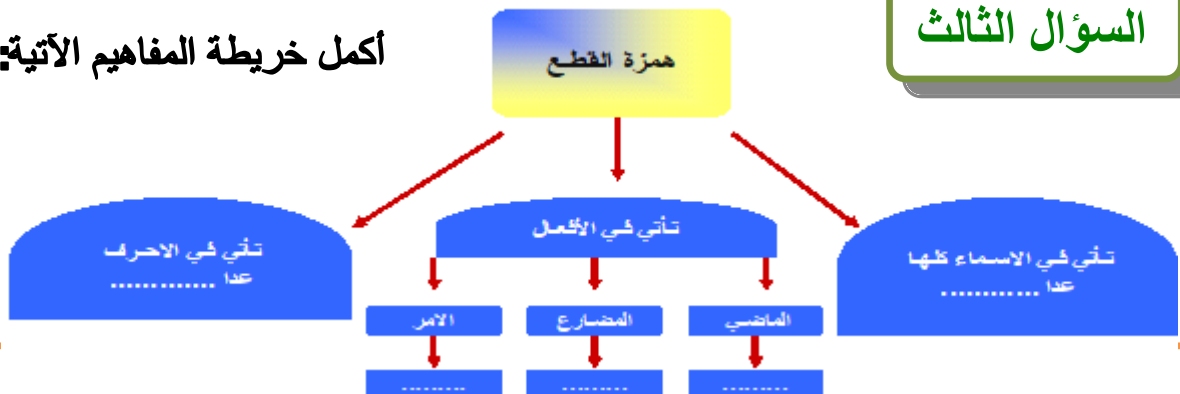 السؤال الثالث
أكمل خريطة المفاهيم الآتية:
همزة القطع
تأتي في الاسماء كلها
عدا ............
تأتي في الأفعال
تأتي في الاحرف
عدا .............
الماضي
المضارع
الامر
.........
.........
.........